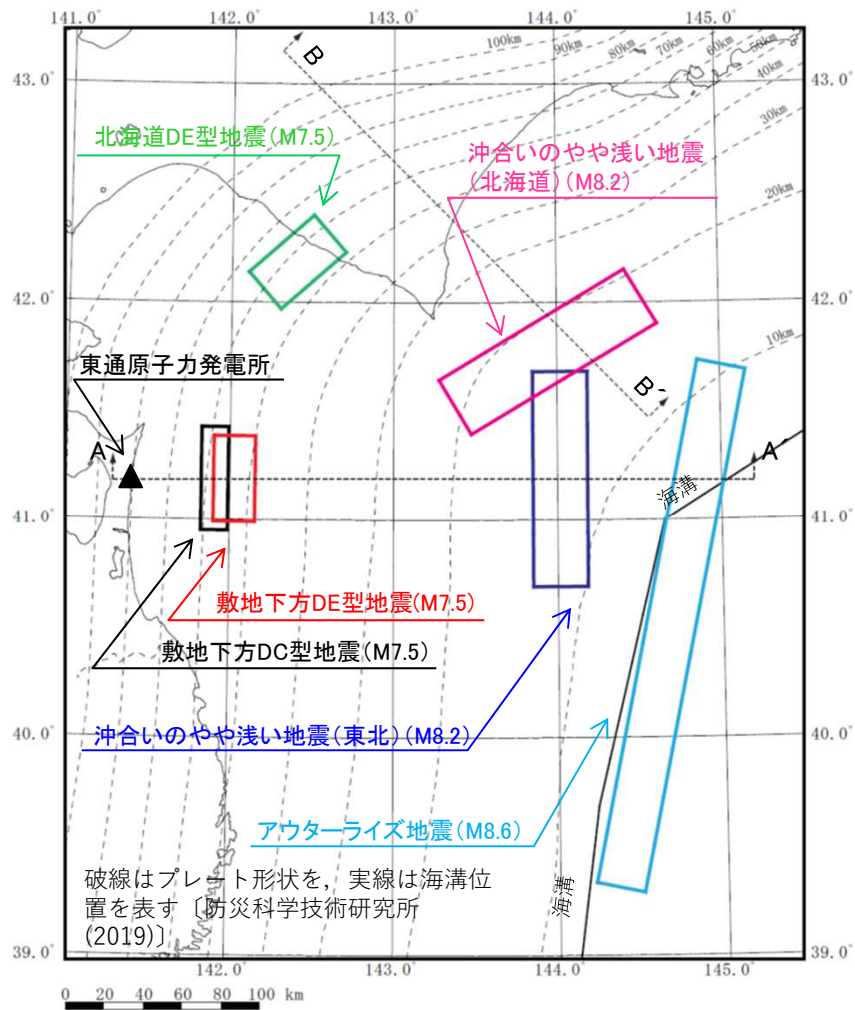 141.0° 142.0° 143.0° 144.0° 145.0°
100km
90km
80km
70km
60km
50km
40km
30km
20km
10km
B
43.0° 43.0°
北海道DE型地震(M7.5)
沖合いのやや浅い地震
(北海道)(M8.2)
42.0° 42.0°
東通原子力発電所
B´
A
A´
海溝
41.0° 41.0°
敷地下方DE型地震(M7.5)
敷地下方DC型地震(M7.5)
沖合いのやや浅い地震(東北)(M8.2)
40.0° 40.0°
アウターライズ地震(M8.6)
海溝
破線はプレート形状を，実線は海溝位
置を表す〔防災科学技術研究所
(2019)〕
39.0° 39.0°
142.0° 143.0° 144.0° 145.0°
0 20 40 60 80 100 km